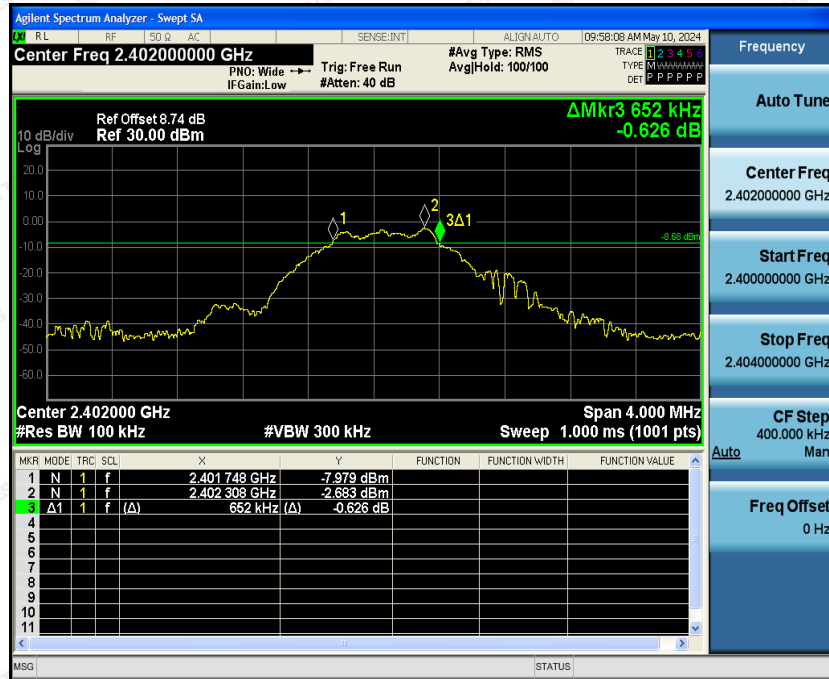 Agilent Spectrum Analyzer - Swept SA
LXI RL RF 50 Ω AC SENSE:INT ALIGN AUTO 09:58:08 AM May 10, 2024
Center Freq 2.402000000 GHz
PNO: Wide
IFGain:Low
Trig: Free Run
#Atten: 40 dB
#Avg Type: RMS
Avg|Hold: 100/100
TRACE 1 2 3 4 5 6
TYPE M
DET P P P P P P
ΔMkr3 652 kHz
-0.626 dB
Ref Offset 8.74 dB
Ref 30.00 dBm
10 dB/div
Log
20.0
10.0
0.00
-10.0
-20.0
-30.0
-40.0
-50.0
-60.0
1
2
3Δ1
-8.68 dBm
Center 2.402000 GHz Span 4.000 MHz
#Res BW 100 kHz #VBW 300 kHz Sweep 1.000 ms (1001 pts)
MKR MODE TRC SCL X Y FUNCTION FUNCTION WIDTH FUNCTION VALUE
1 N 1 f 2.401 748 GHz -7.979 dBm
2 N 1 f 2.402 308 GHz -2.683 dBm
3 Δ1 1 f (Δ) 652 kHz (Δ) -0.626 dB
4
5
6
7
8
9
10
11
MSG STATUS
Frequency
Auto Tune
Center Freq
2.402000000 GHz
Start Freq
2.400000000 GHz
Stop Freq
2.404000000 GHz
CF Step
400.000 kHz
Auto Man
Freq Offset
0 Hz